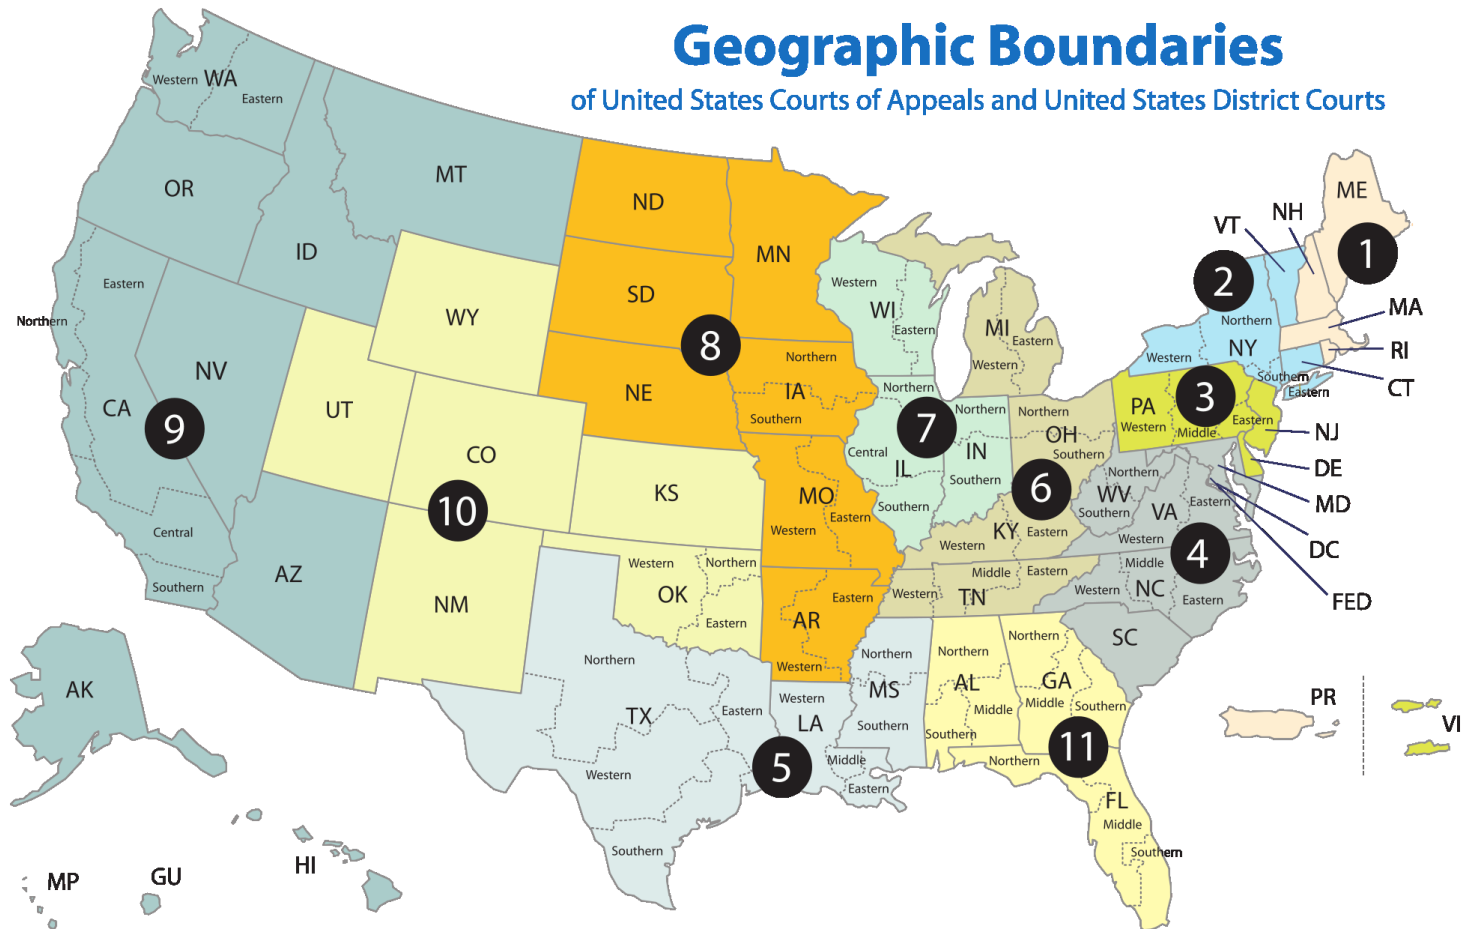 Geographic Boundaries
of United States Courts of Appeals and United States District Courts
Western WA
Eastern
MT
OR
ND
ME
NH
VT
ID
MN
1
2
SD
Eastern
Western
WI
Northern
WY
MI
MA
Northern
NY
Eastern
Eastern
8
Northern
RI
Western
Western
NV
NE
IA
Southern
CT
UT
CA
Southern
Northern
Eastern
3
PA
Western
Middle
Eastern
NJ
9
7
Northern
Northern
OH
Southern
CO
Central
IL
IN
DE
KS
Southern
Southern
6
Northern
WV
Southern
VA
Eastern
MD
10
MO
Western
Eastern
Central
KY
Eastern
Western
Western
4
DC
AZ
Southern
Western
Northern
OK
Eastern
Middle
Eastern
Western
TN
Middle
NC
Western
Eastern
FED
NM
AR
Eastern
Western
SC
Northern
Northern
Northern
Northern
AK
TX
Eastern
Western
LA
MS
Southern
AL
Middle
Southern
GA
Middle
Southern
PR
VI
11
5
Western
Middle
Eastern
Northern
FL
Middle
Southern
Southern
HI
GU
MP